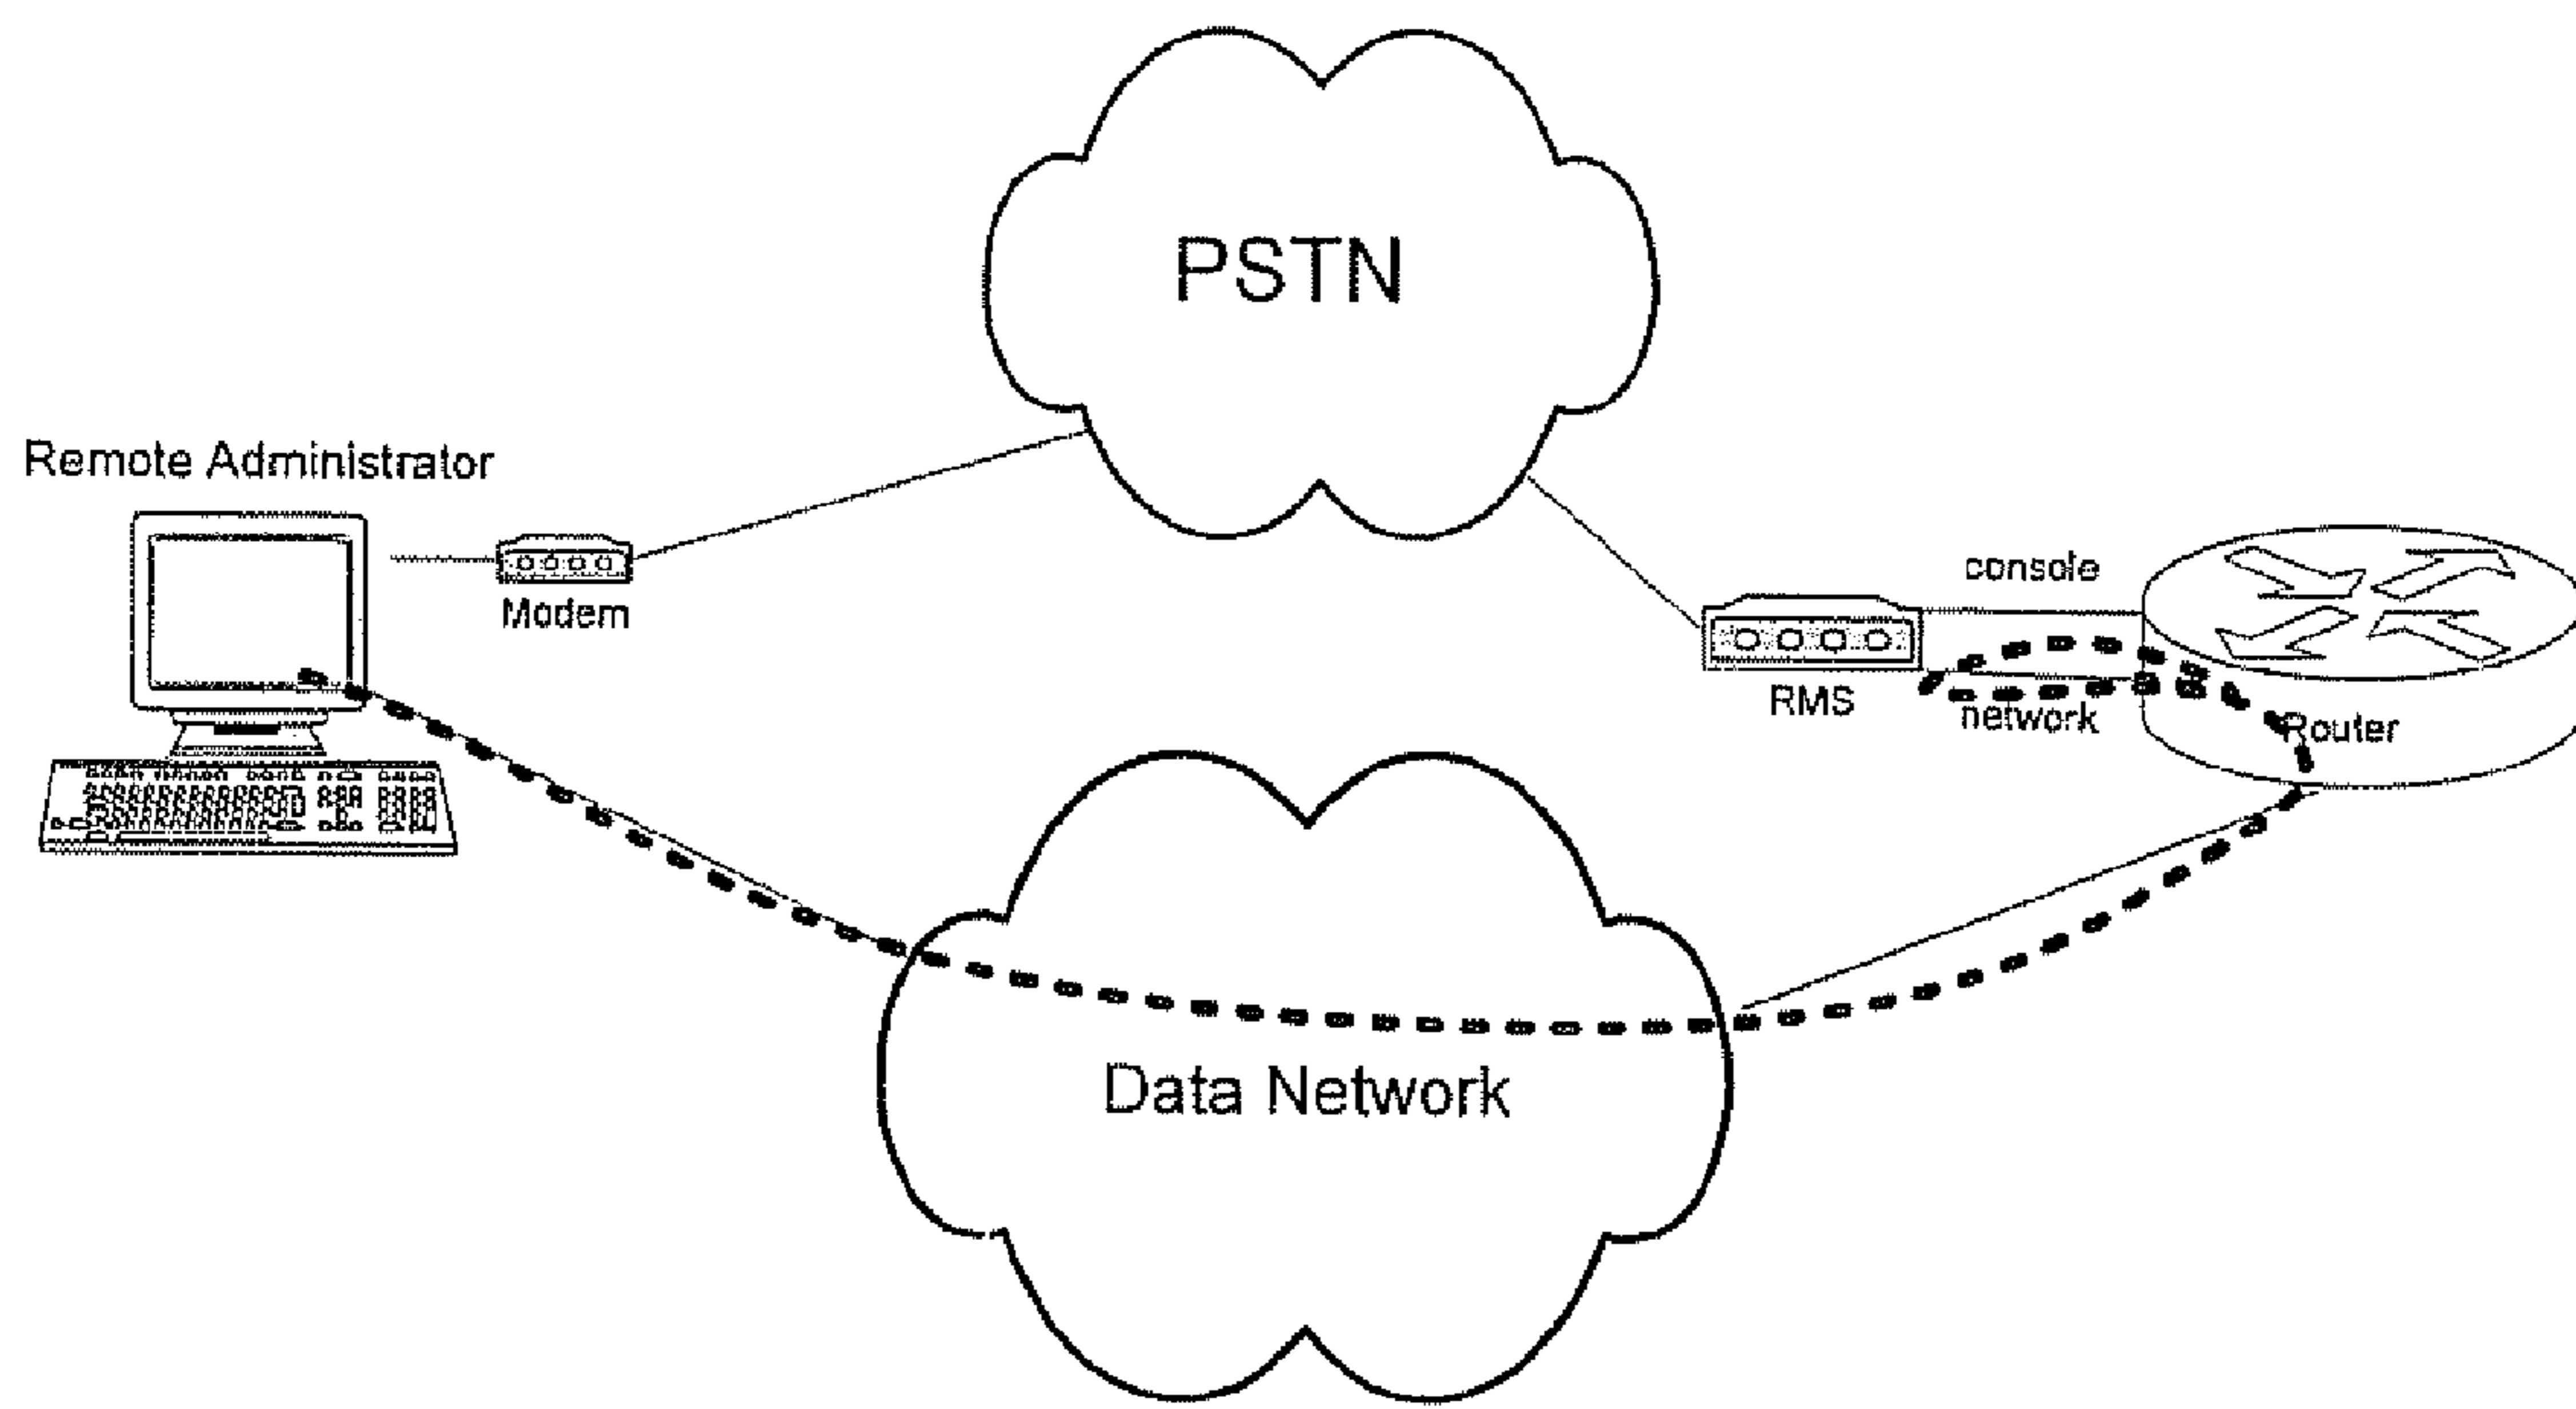 PSTN
Remote Administrator
Modem
console
RMS
network
Router
Data Network